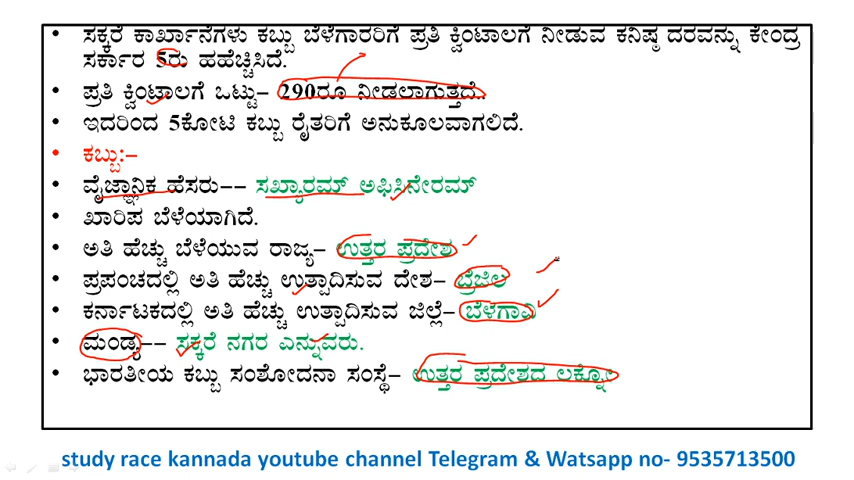 ಸಕ್ಕರೆ ಕಾರ್ಖಾನೆಗಳು ಕಬ್ಬು ಬೆಳೆಗಾರರಿಗೆ ಪ್ರತಿ ಕ್ವಿಂಟಾಲಗೆ ನೀಡುವ ಕನಿಷ್ಠ ದರವನ್ನು ಕೇಂದ್ರ
ಸರ್ಕಾರ 5ರು ಹಹೆಚ್ಚಿಸಿದೆ.
ಪ್ರತಿ ಕ್ವಿಂಟಾಲಗೆ ಒಟ್ಟು– 290ರೂ ನೀಡಲಾಗುತ್ತದೆ..
ಇದರಿಂದ 5ಕೋಟಿ ಕಬ್ಬು ರೈತರಿಗೆ ಅನುಕೂಲವಾಗಲಿದೆ.
ಕಬ್ಬು:–
ವೈಜ್ಞಾನಿಕ ಹೆಸರು–– ಸಖ್ಯಾರಮ್ ಅಫಿಸಿನೇರಮ್
ಖಾರಿಪ ಬೆಳೆಯಾಗಿದೆ.
ಅತಿ ಹೆಚ್ಚು ಬೆಳೆಯುವ ರಾಜ್ಯ– ಉತ್ತರ ಪ್ರದೇಶ
ಪ್ರಪಂಚದಲ್ಲಿ ಅತಿ ಹೆಚ್ಚು ಉತ್ಪಾದಿಸುವ ದೇಶ– ಬ್ರೆಜಿಲ
ಕರ್ನಾಟಕದಲ್ಲಿ ಅತಿ ಹೆಚ್ಚು ಉತ್ಪಾದಿಸುವ ಜಿಲ್ಲೆ– ಬೆಳಗಾವಿ
ಮಂಡ್ಯ–– ಸಕ್ಕರೆ ನಗರ ಎನ್ನುವರು.
ಭಾರತೀಯ ಕಬ್ಬು ಸಂಶೋದನಾ ಸಂಸ್ಥೆ– ಉತ್ತರ ಪ್ರದೇಶದ ಲಕ್ನೋ
study race kannada youtube channel Telegram & Watsapp no- 9535713500